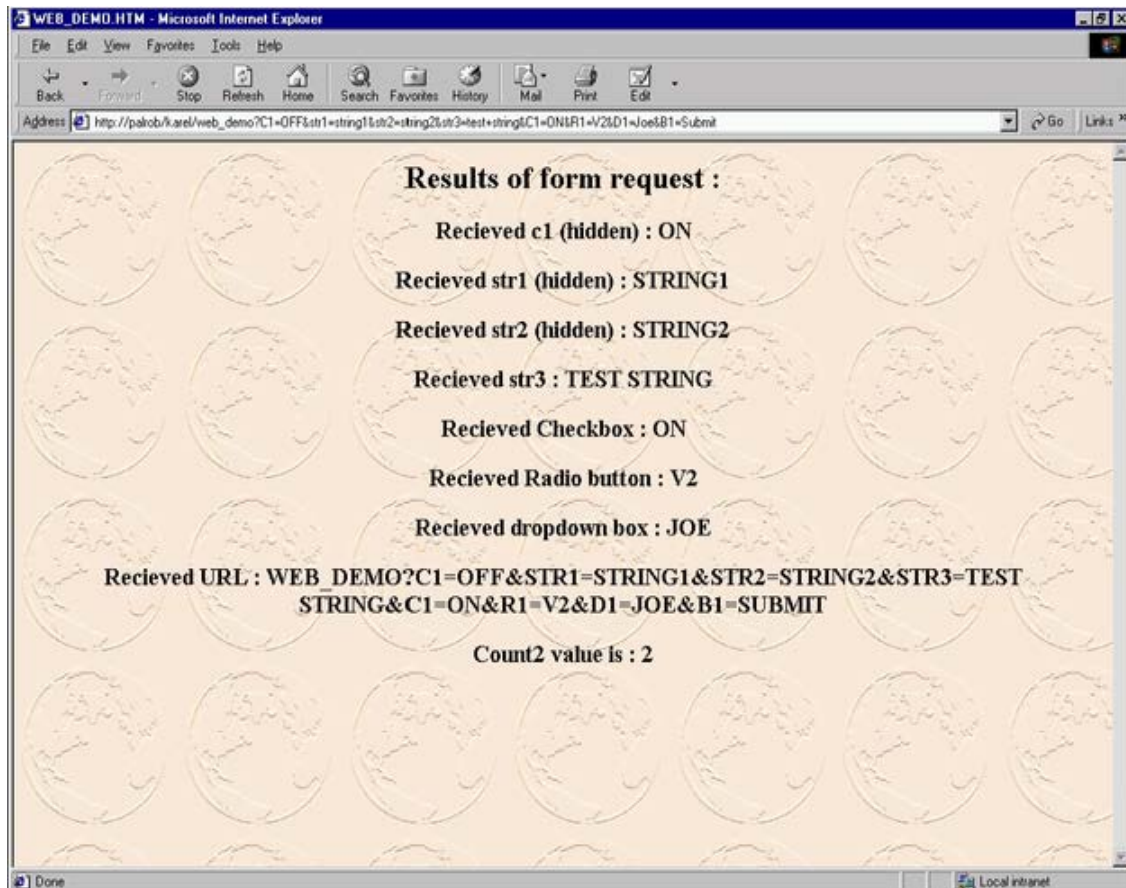 WEB_DEMO.HTM - Microsoft Internet Explorer
File Edit View Favorites Tools Help
Back Forward Stop Refresh Home Search Favorites History Mail Print Edit
Address http://palrob/karel/web_demo?C1=OFF&str1=string1&str2=string2&str3=test+string&C1=ON&R1=V2&D1=Joe&B1=Submit Go Links »
Results of form request :
Recieved c1 (hidden) : ON
Recieved str1 (hidden) : STRING1
Recieved str2 (hidden) : STRING2
Recieved str3 : TEST STRING
Recieved Checkbox : ON
Recieved Radio button : V2
Recieved dropdown box : JOE
Recieved URL : WEB_DEMO?C1=OFF&STR1=STRING1&STR2=STRING2&STR3=TEST
STRING&C1=ON&R1=V2&D1=JOE&B1=SUBMIT
Count2 value is : 2
Done Local intranet